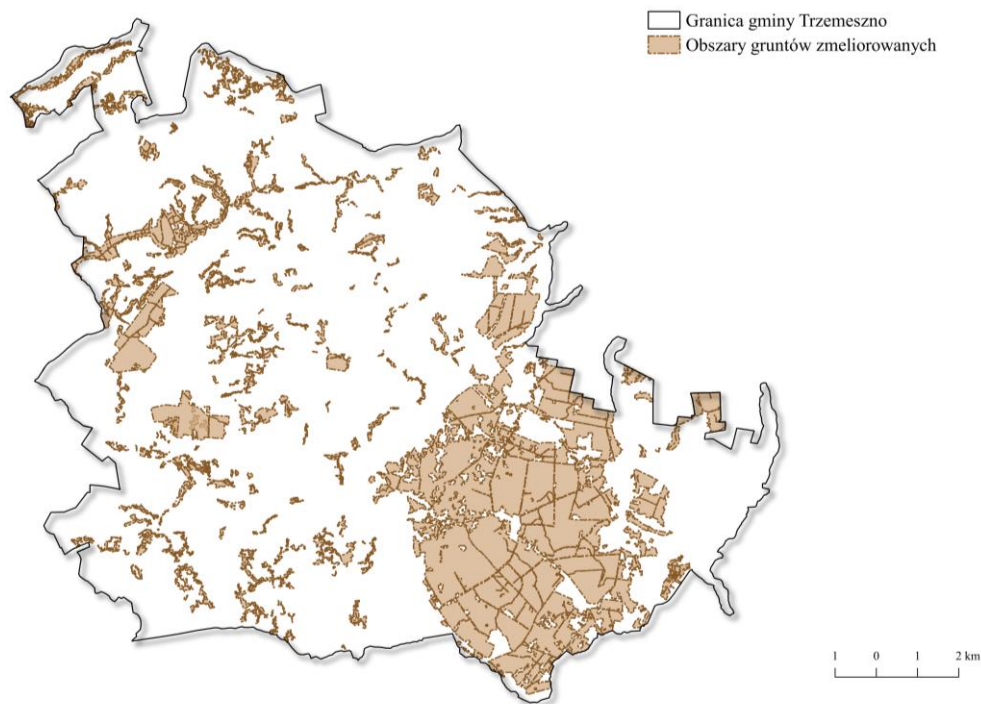 Granica gminy Trzemeszno
Obszary gruntów zmeliorowanych
1 0 1 2 km